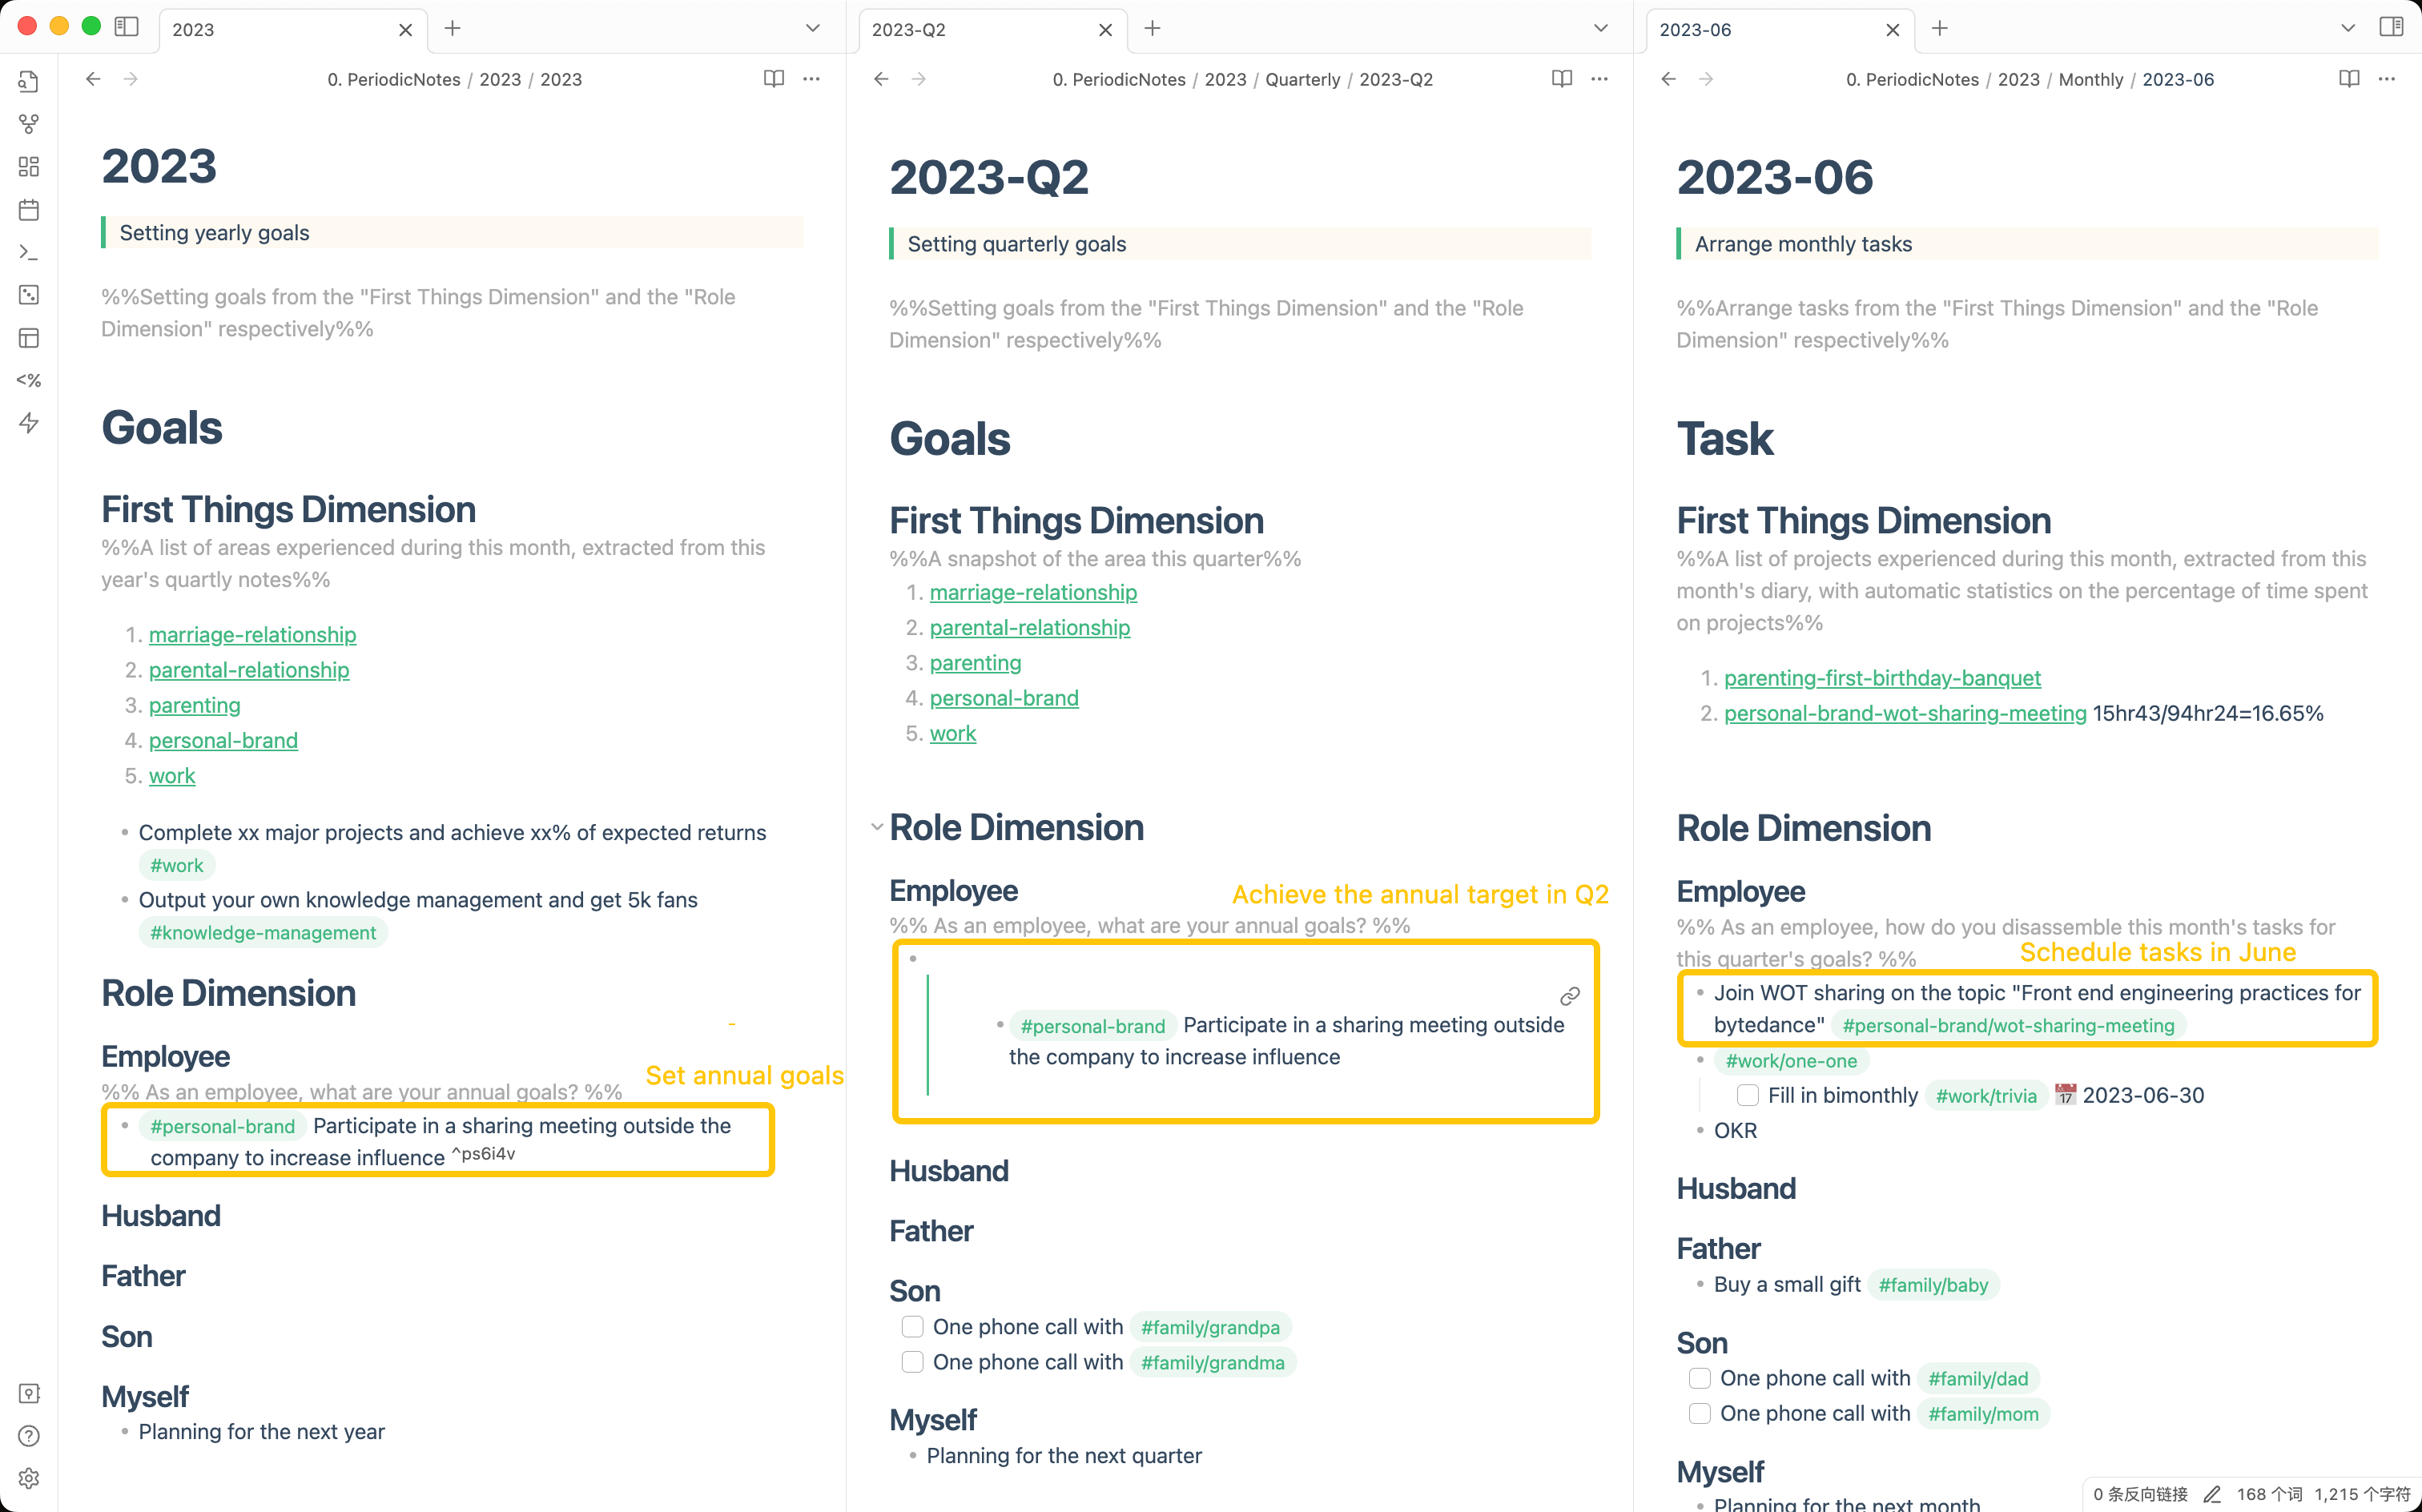 2023
0. PeriodicNotes / 2023 / 2023
2023
Setting yearly goals
%%Setting goals from the "First Things Dimension" and the "Role
Dimension" respectively%%
Goals
First Things Dimension
%%A list of areas experienced during this month, extracted from this
year's quartly notes%%
1. marriage-relationship
2. parental-relationship
3. parenting
4. personal-brand
5. work
• Complete xx major projects and achieve xx% of expected returns
#work
• Output your own knowledge management and get 5k fans
#knowledge-management
Role Dimension
Employee
Set annual goals
%% As an employee, what are your annual goals? %%
• #personal-brand Participate in a sharing meeting outside the
company to increase influence ^ps6i4v
Husband
Father
Son
Myself
• Planning for the next year
<%
2023-Q2
0. PeriodicNotes / 2023 / Quarterly / 2023-Q2
2023-Q2
Setting quarterly goals
%%Setting goals from the "First Things Dimension" and the "Role
Dimension" respectively%%
Goals
First Things Dimension
%%A snapshot of the area this quarter%%
1. marriage-relationship
2. parental-relationship
3. parenting
4. personal-brand
5. work
Role Dimension
Employee
Achieve the annual target in Q2
%% As an employee, what are your annual goals? %%
• #personal-brand Participate in a sharing meeting outside
the company to increase influence
Husband
Father
Son
One phone call with #family/grandpa
One phone call with #family/grandma
Myself
• Planning for the next quarter
2023-06
0. PeriodicNotes / 2023 / Monthly / 2023-06
2023-06
Arrange monthly tasks
%%Arrange tasks from the "First Things Dimension" and the "Role
Dimension" respectively%%
Task
First Things Dimension
%%A list of projects experienced during this month, extracted from this
month's diary, with automatic statistics on the percentage of time spent
on projects%%
1. parenting-first-birthday-banquet
2. personal-brand-wot-sharing-meeting 15hr43/94hr24=16.65%
Role Dimension
Employee
%% As an employee, how do you disassemble this month's tasks for
this quarter's goals? %%
Schedule tasks in June
• Join WOT sharing on the topic "Front end engineering practices for
bytedance" #personal-brand/wot-sharing-meeting
• #work/one-one
Fill in bimonthly #work/trivia 📅 2023-06-30
• OKR
Husband
Father
• Buy a small gift #family/baby
Son
One phone call with #family/dad
One phone call with #family/mom
Myself
• Planning for the next month
0 条反向链接 168 个词 1,215 个字符